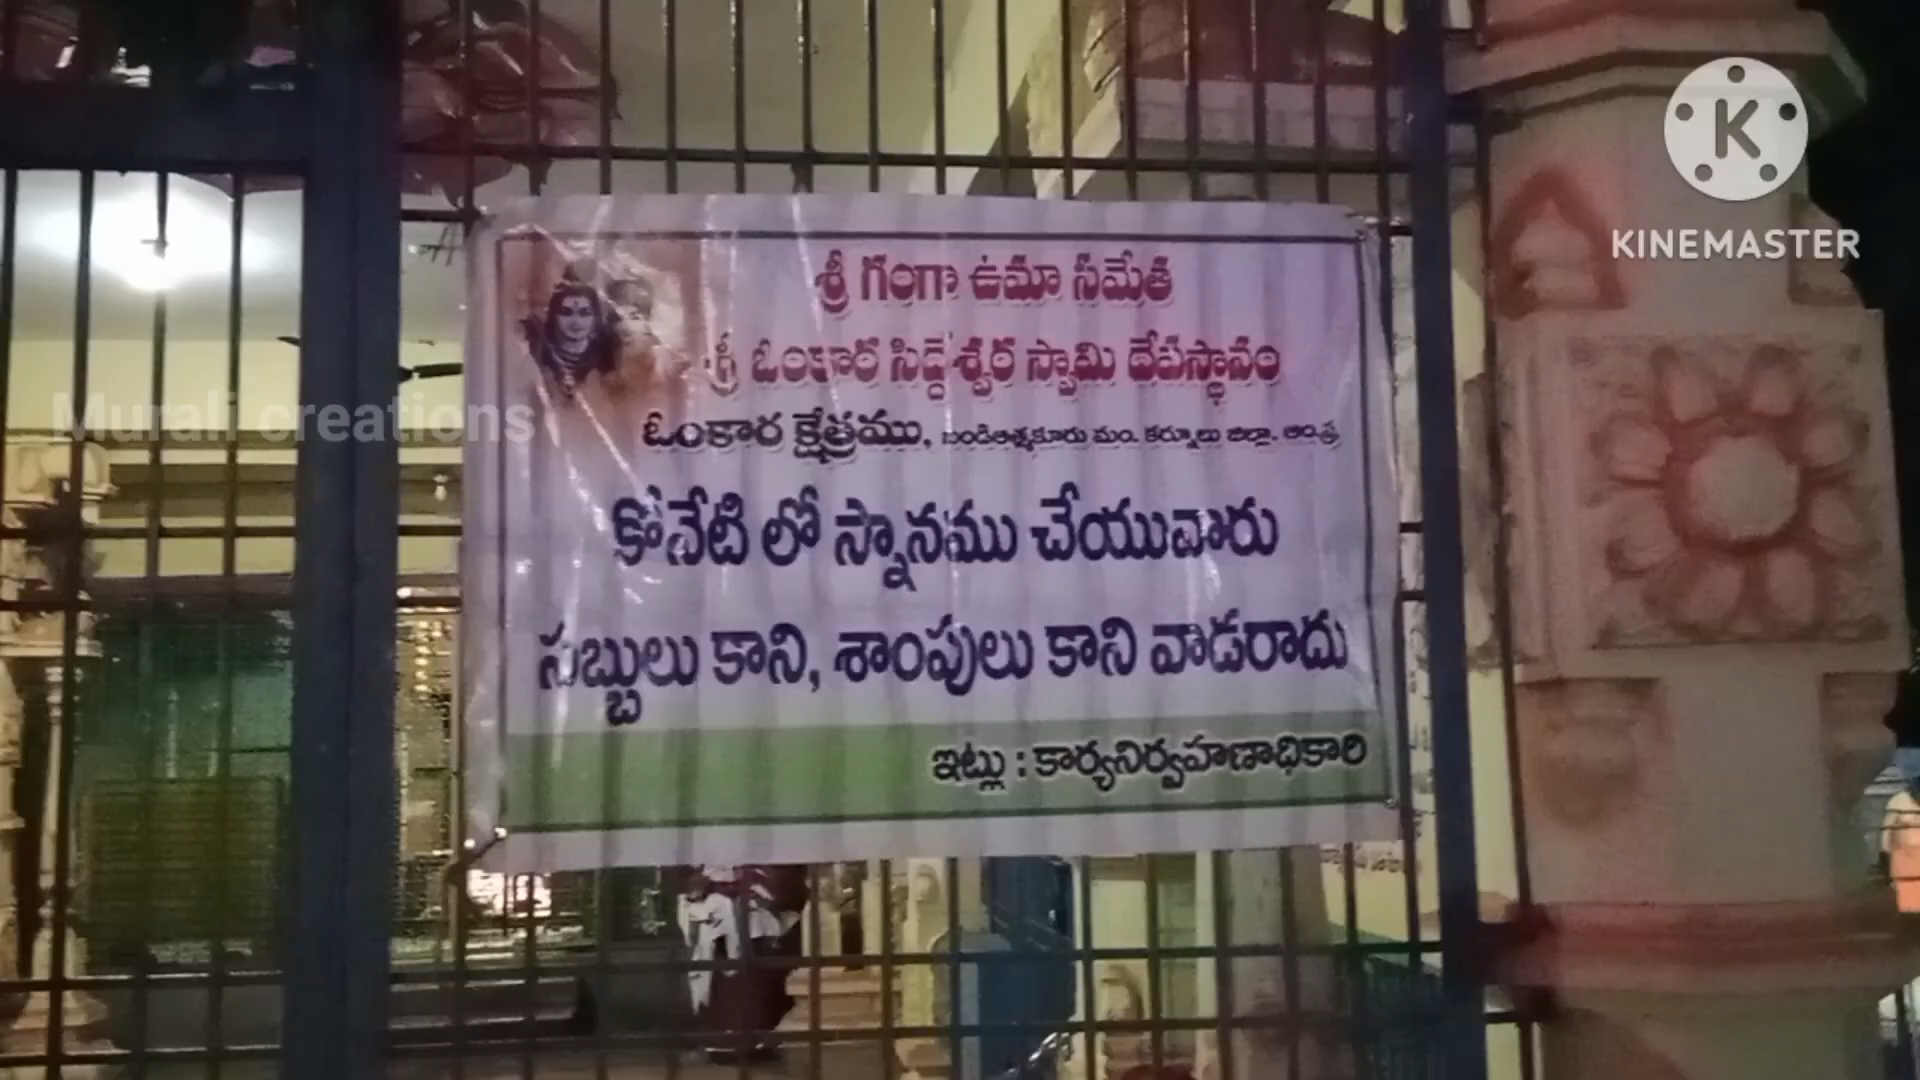 శ్రీ గంగా ఉమా సమేత
శ్రీ ఓంకార సిద్దేశ్వర స్వామి దేవస్థానం
ఓంకార క్షేత్రము, బండిఆత్మకూరు మం. కర్నూలు జిల్లా. ఆం.ప్ర
కోనేటి లో స్నానము చేయువారు
సబ్బులు కాని, శాంపులు కాని వాడరాదు
ఇట్లు : కార్యనిర్వహణాధికారి
Murali creations
K
KINEMASTER